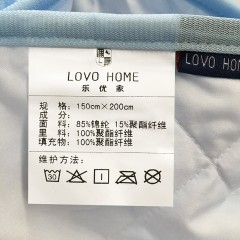 LOVO HOME
乐优家
规 格：150cm×200cm
面 料：85%锦纶 15%聚酯纤维
里 料：100%聚酯纤维
填充物：100%聚酯纤维
维护方法：
30
LOVO HO